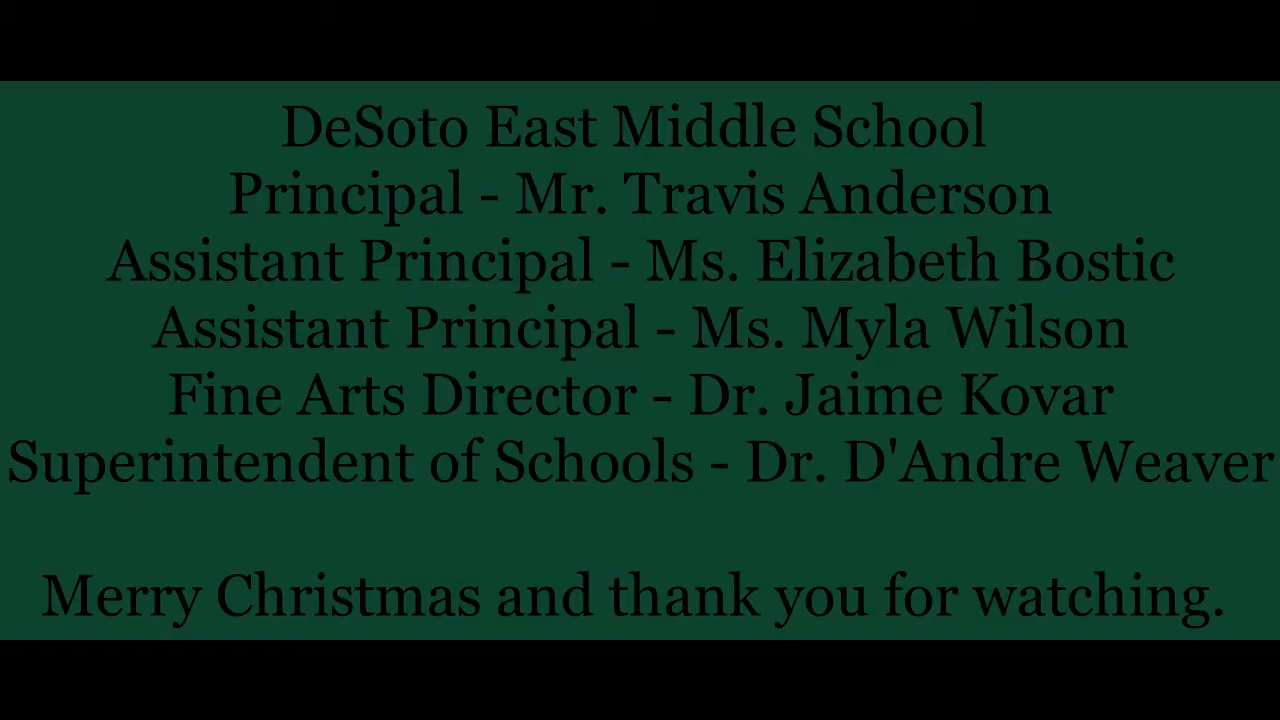 DeSoto East Middle School
Principal - Mr. Travis Anderson
Assistant Principal - Ms. Elizabeth Bostic
Assistant Principal - Ms. Myla Wilson
Fine Arts Director - Dr. Jaime Kovar
Superintendent of Schools - Dr. D'Andre Weaver
Merry Christmas and thank you for watching.